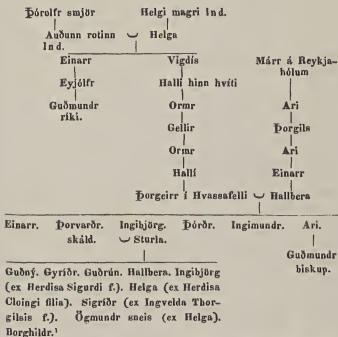 Þórolfr smjör Helgi magri lnd.
Auðunn rotinn ⌣ Helga
lnd.
Einarr Vigdís Márr á Reykja-
hólum
Eyjólfr Halli hinn hvíti
Guðmundr Ormr Ari
ríki.
Gellir Þorgils
Ormr Ari
Halli Einarr
Þorgeirr í Hvassafelli ⌣ Hallbera
Einarr. Þorvarðr. Ingibjörg. Þórðr. Ingimundr. Ari.
skáld. ⌣ Sturla.
Guðmundr
biskup.
Guðný. Gyríðr. Guðrún. Hallbera. Ingibjörg
(ex Herdisa Sigurdi f.). Helga (ex Herdisa
Cloingi filia). Sigríðr (ex Ingvelda Thor-
gilsis f.). Ögmundr sneis (ex Helga).
Borghildr.¹